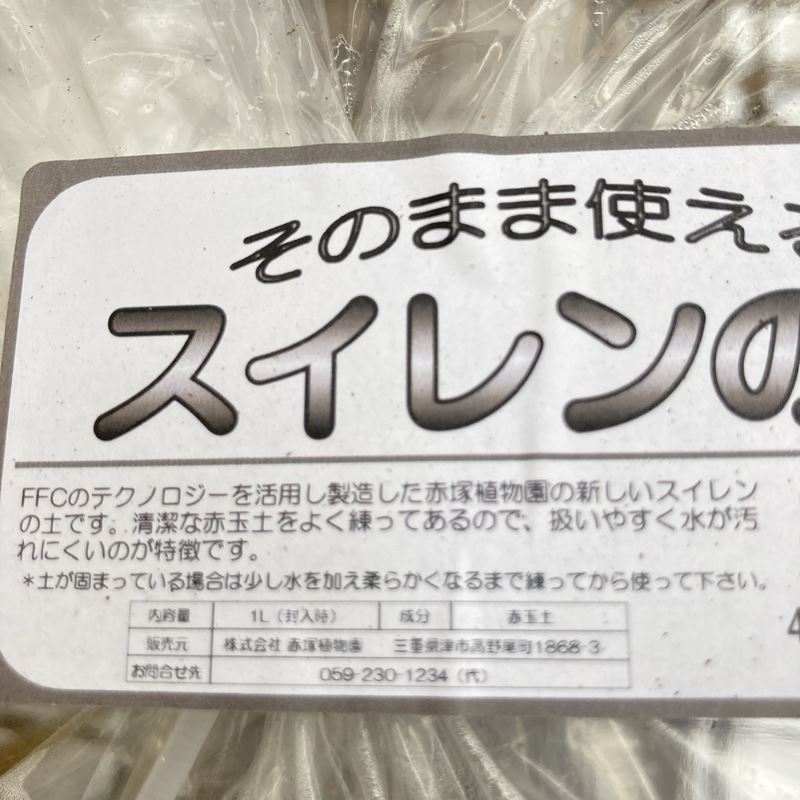 そのまま使え
スイレンの
FFCのテクノロジーを活用し製造した赤塚植物園の新しいスイレン
の土です。清潔な赤玉土をよく練ってあるので、扱いやすく水が汚
れにくいのが特徴です。
*土が固まっている場合は少し水を加え柔らかくなるまで練ってから使って下さい。
内容量 1L（封入時） 成分 赤玉土
販売元 株式会社 赤塚植物園 三重県津市高野尾町1868-3
お問合せ先 059-230-1234（代）